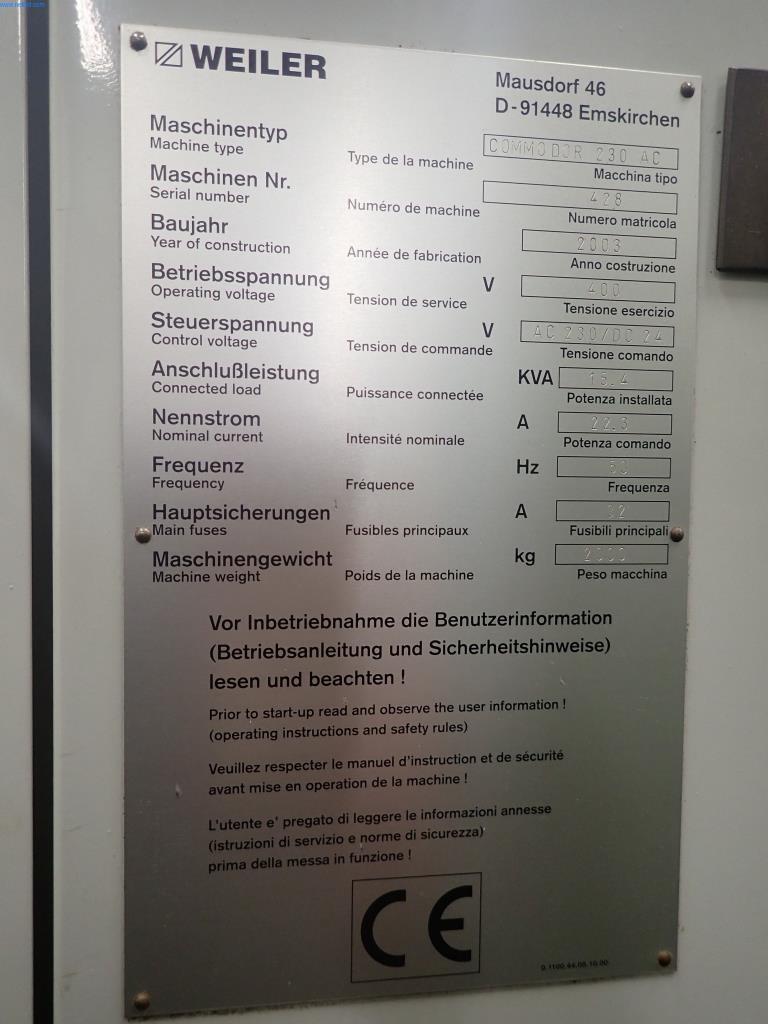 WEILER
Mausdorf 46
D-91448 Emskirchen
Maschinentyp
Machine type
Type de la machine
COMMODOR 230 AC
Macchina tipo
Maschinen Nr.
Serial number
Numéro de machine
428
Numero matricola
Baujahr
Year of construction
Année de fabrication
2003
Anno costruzione
Betriebsspannung
Operating voltage
Tension de service
V
400
Tensione esercizio
Steuerspannung
Control voltage
Tension de commande
V
AC 230/DC 24
Tensione comando
Anschlußleistung
Connected load
Puissance connectée
KVA
15.4
Potenza installata
Nennstrom
Nominal current
Intensité nominale
A
22.3
Potenza comando
Frequenz
Frequency
Fréquence
Hz
50
Frequenza
Hauptsicherungen
Main fuses
Fusibles principaux
A
32
Fusibili principali
Maschinengewicht
Machine weight
Poids de la machine
kg
2000
Peso macchina
Vor Inbetriebnahme die Benutzerinformation
(Betriebsanleitung und Sicherheitshinweise)
lesen und beachten !
Prior to start-up read and observe the user information !
(operating instructions and safety rules)
Veuillez respecter le manuel d'instruction et de sécurité
avant mise en operation de la machine !
L'utente e' pregato di leggere le informazioni annesse
(istruzioni di servizio e norme di sicurezza)
prima della messa in funzione !
CE